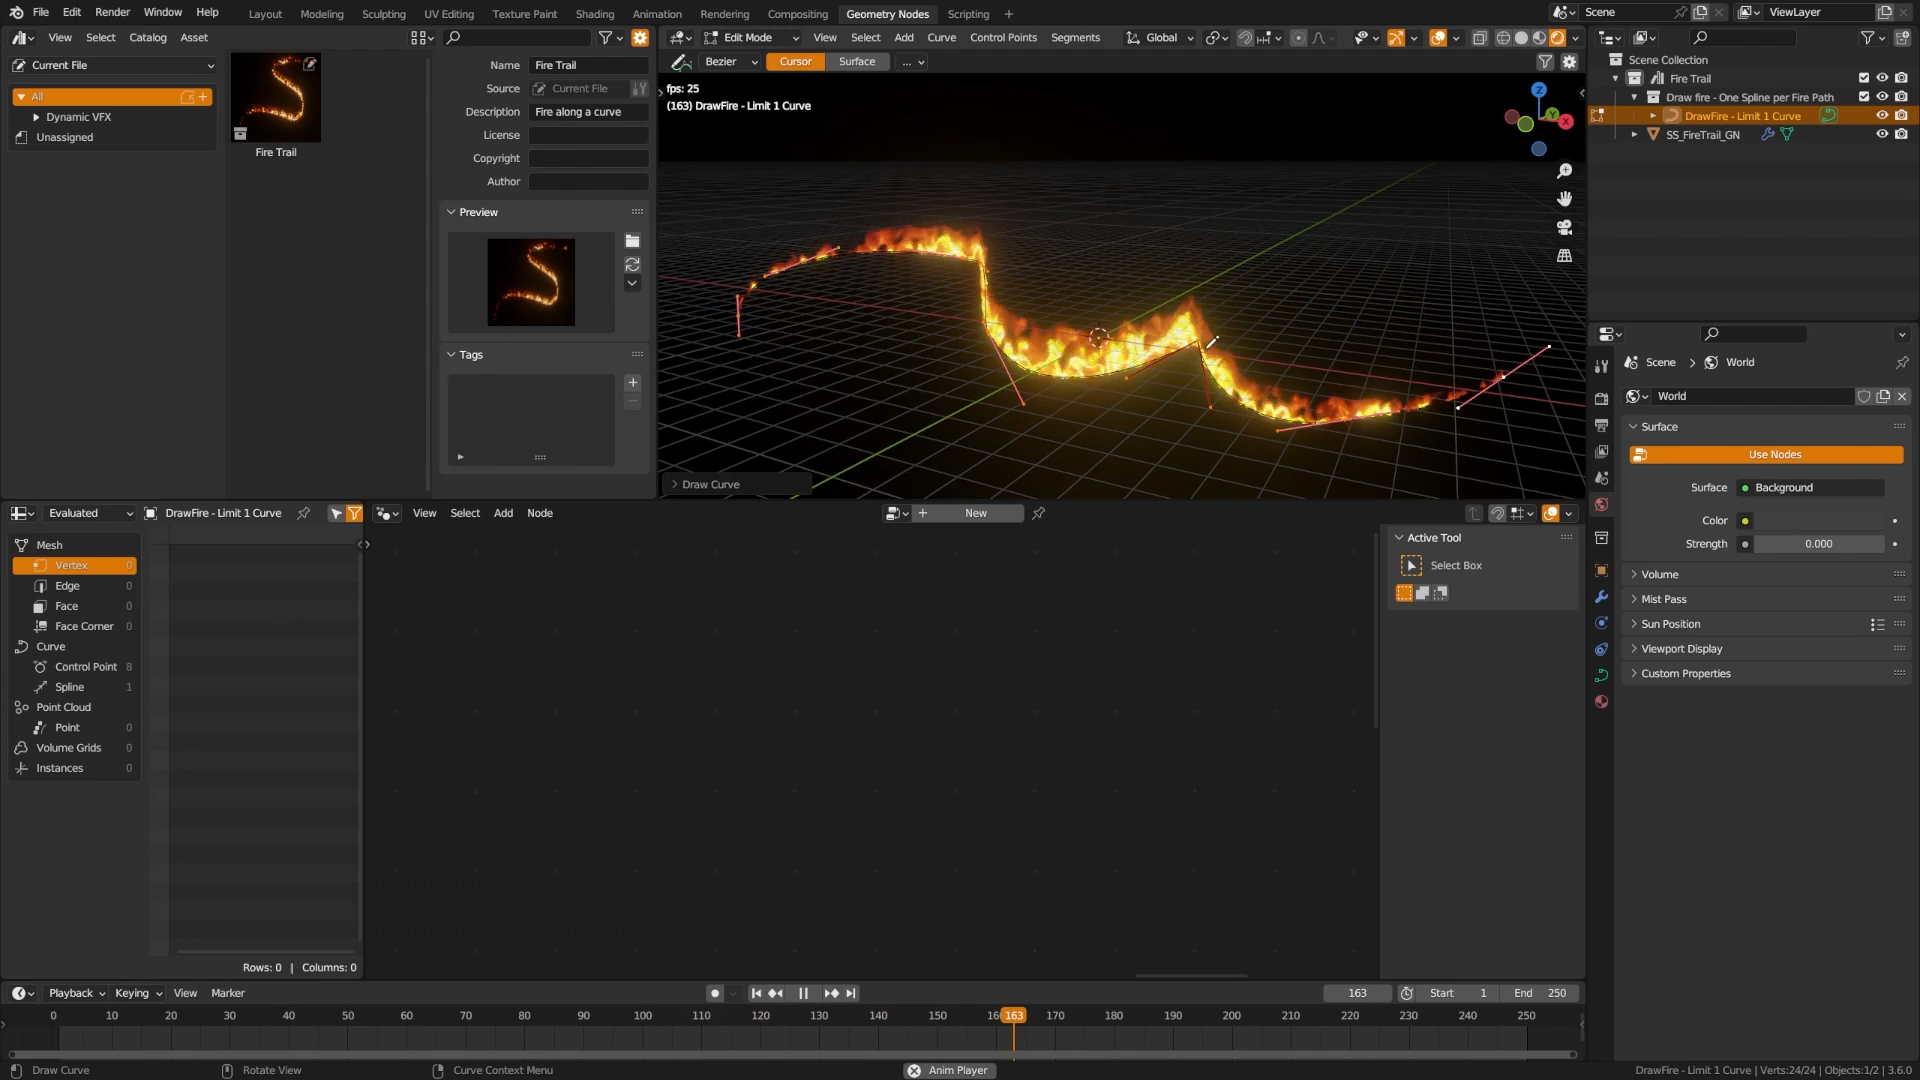 File Edit Render Window Help Layout Modeling Sculpting UV Editing Texture Paint Shading Animation Rendering Compositing Geometry Nodes Scripting + Scene ViewLayer
View Select Catalog Asset
Current File
All
Dynamic VFX
Unassigned
Fire Trail
Name Fire Trail
Source Current File
Description Fire along a curve
License
Copyright
Author
Preview
Tags
Edit Mode View Select Add Curve Control Points Segments Global
Bezier Cursor Surface ...
fps: 25
(163) DrawFire - Limit 1 Curve
Z
Y
X
Draw Curve
Scene Collection
Fire Trail
Draw fire - One Spline per Fire Path
DrawFire - Limit 1 Curve
SS_FireTrail_GN
Scene World
World
Surface
Use Nodes
Surface Background
Color
Strength 0.000
Volume
Mist Pass
Sun Position
Viewport Display
Custom Properties
Evaluated DrawFire - Limit 1 Curve
Mesh
Vertex 0
Edge 0
Face 0
Face Corner 0
Curve
Control Point 8
Spline 1
Point Cloud
Point 0
Volume Grids 0
Instances 0
Rows: 0 | Columns: 0
View Select Add Node + New
Active Tool
Select Box
Playback Keying View Marker 163 Start 1 End 250
0 10 20 30 40 50 60 70 80 90 100 110 120 130 140 150 16 163 170 180 190 200 210 220 230 240 250
Draw Curve Rotate View Curve Context Menu Anim Player DrawFire - Limit 1 Curve | Verts:24/24 | Objects:1/2 | 3.6.0